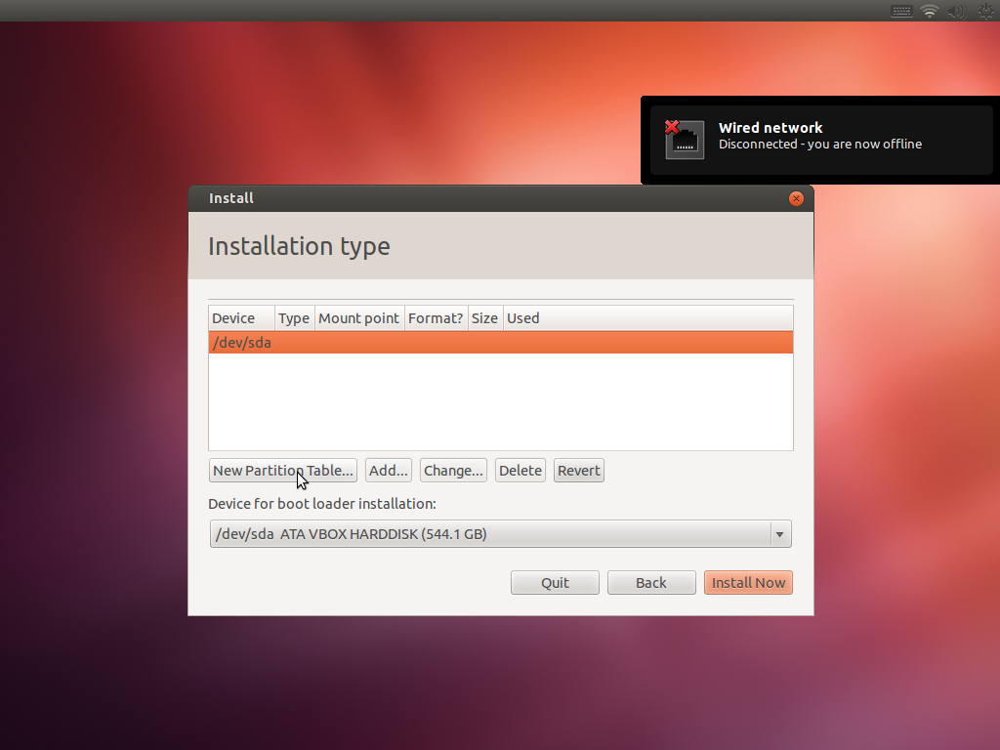 Wired network
Disconnected - you are now offline
Install
Installation type
Device Type Mount point Format? Size Used
/dev/sda
New Partition Table... Add... Change... Delete Revert
Device for boot loader installation:
/dev/sda ATA VBOX HARDDISK (544.1 GB)
Quit Back Install Now